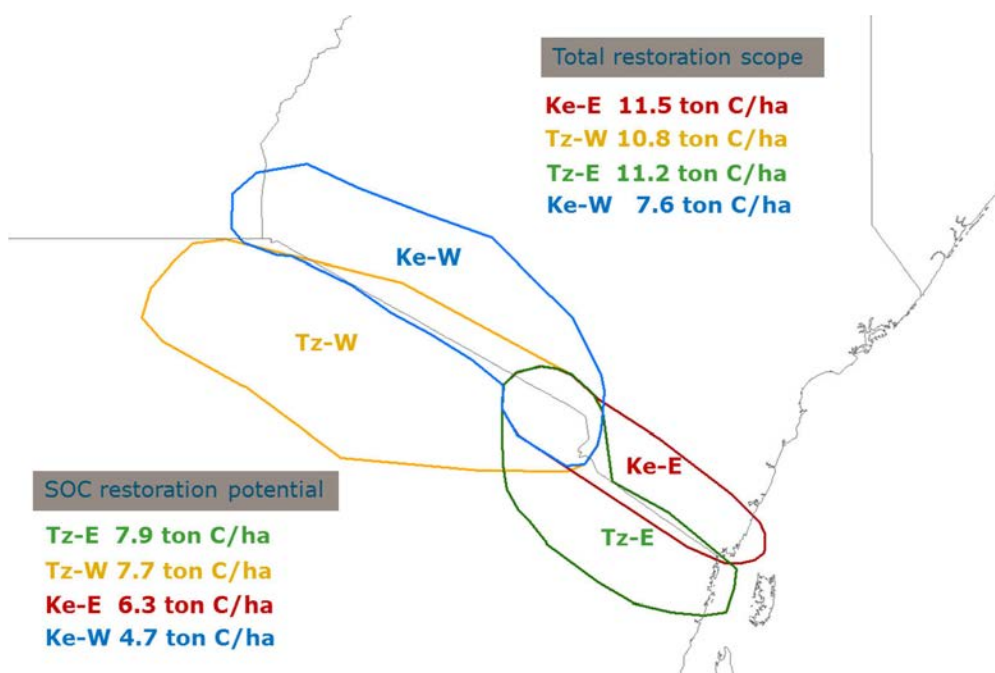 Total restoration scope
Ke-E 11.5 ton C/ha
Tz-W 10.8 ton C/ha
Tz-E 11.2 ton C/ha
Ke-W 7.6 ton C/ha
Ke-W
Tz-W
Ke-E
Tz-E
SOC restoration potential
Tz-E 7.9 ton C/ha
Tz-W 7.7 ton C/ha
Ke-E 6.3 ton C/ha
Ke-W 4.7 ton C/ha